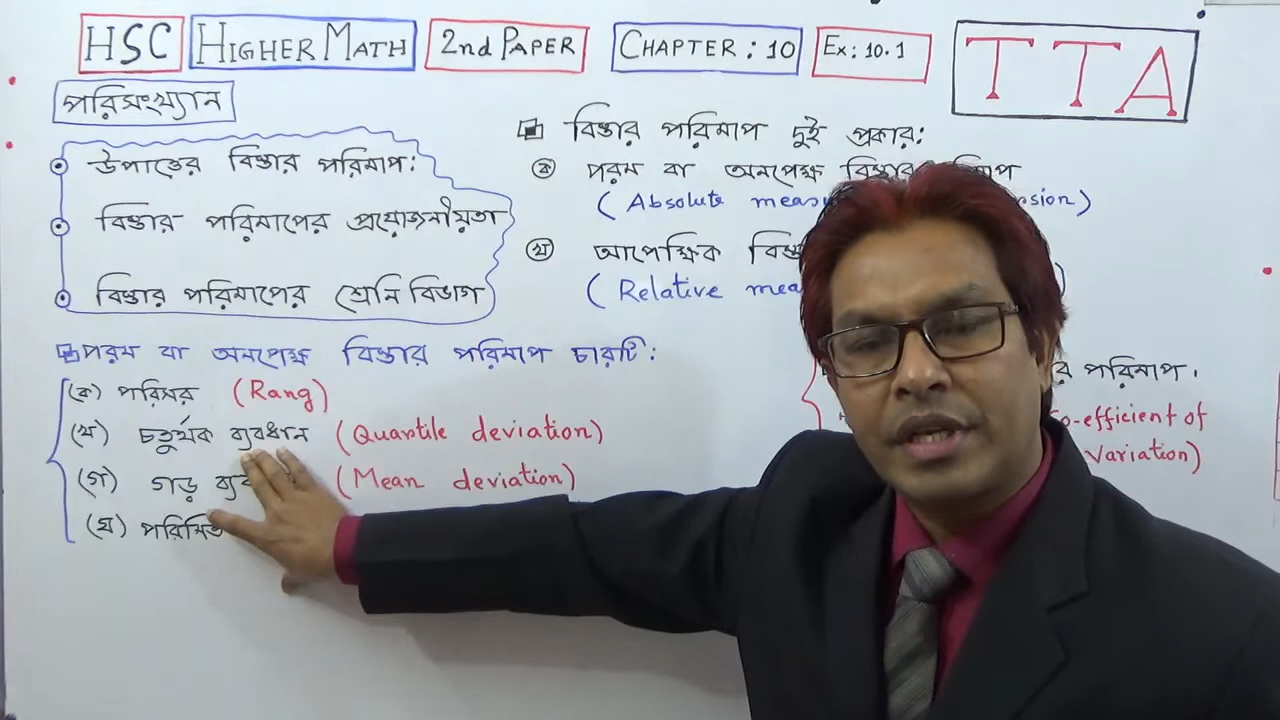 HSC HIGHER MATH 2nd PAPER CHAPTER : 10 Ex: 10.1 TTA
পরিসংখ্যান
উপাত্তের বিস্তার পরিমাপ:
বিস্তার পরিমাপের প্রয়োজনীয়তা
বিস্তার পরিমাপের শ্রেনি বিভাগ
বিস্তার পরিমাপ দুই প্রকার:
ক পরম বা অনপেক্ষ বিস্তার
(Absolute
খ আপেক্ষিক
(Relative
পরম বা অনপেক্ষ বিস্তার পরিমাপ চারটি:
(ক) পরিসর (Rang)
(খ) চতুর্থক ব্যবধান (Quartile deviation)
(গ) গড় (Mean deviation)
(ঘ)
পরিমাপ।
efficient of
Variation)